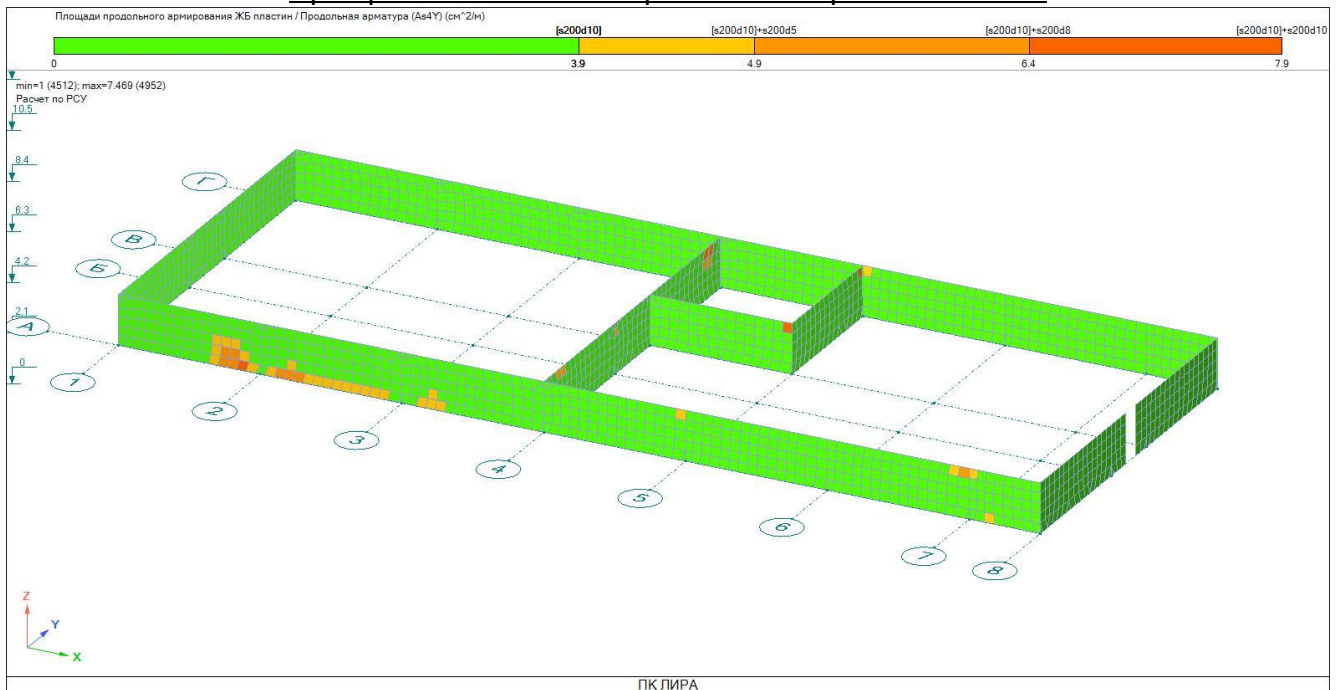 Площади продольного армирования ЖБ пластин / Продольная арматура (As4Y) (см^2/м)
[s200d10] [s200d10]+s200d5 [s200d10]+s200d8 [s200d10]+s200d10
0 3.9 4.9 6.4 7.9
min=1 (4512); max=7.469 (4952)
Расчет по РСУ
10.5
8.4
6.3
4.2
2.1
0
Г
В
Б
А
1
2
3
4
5
6
7
8
Z
Y
X
ПК ЛИРА